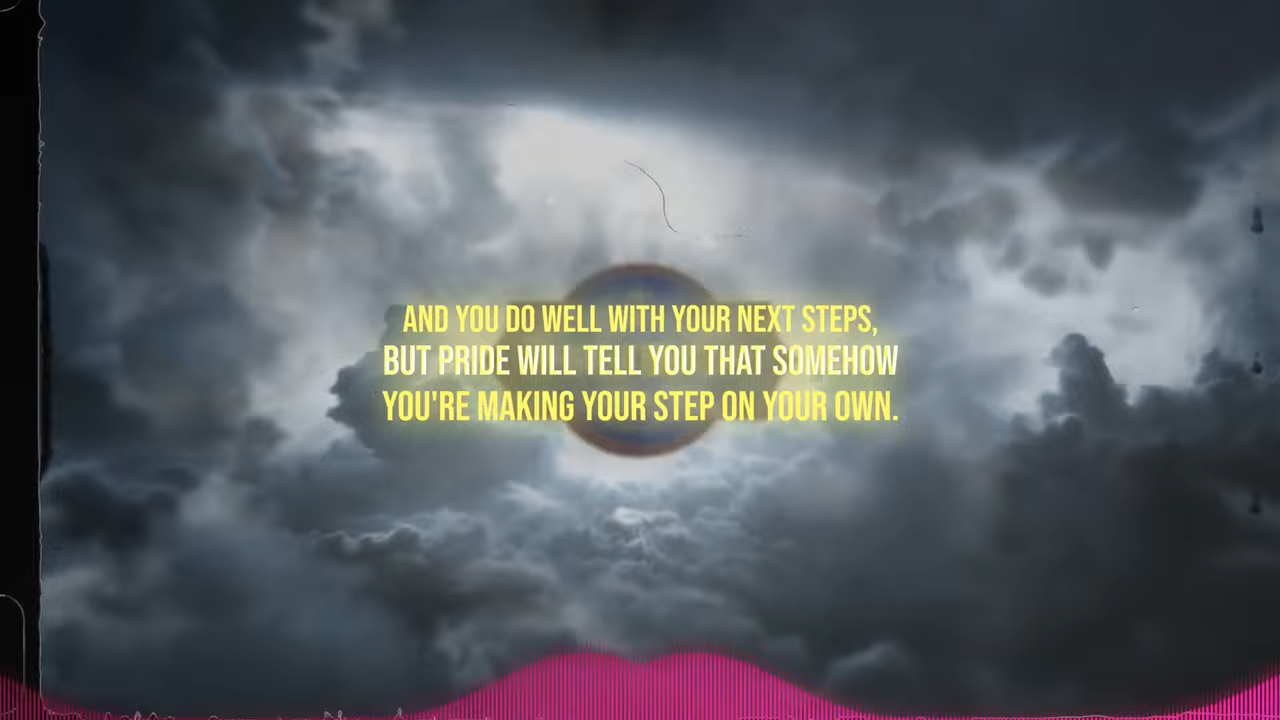 AND YOU DO WELL WITH YOUR NEXT STEPS,
BUT PRIDE WILL TELL YOU THAT SOMEHOW
YOU'RE MAKING YOUR STEP ON YOUR OWN.